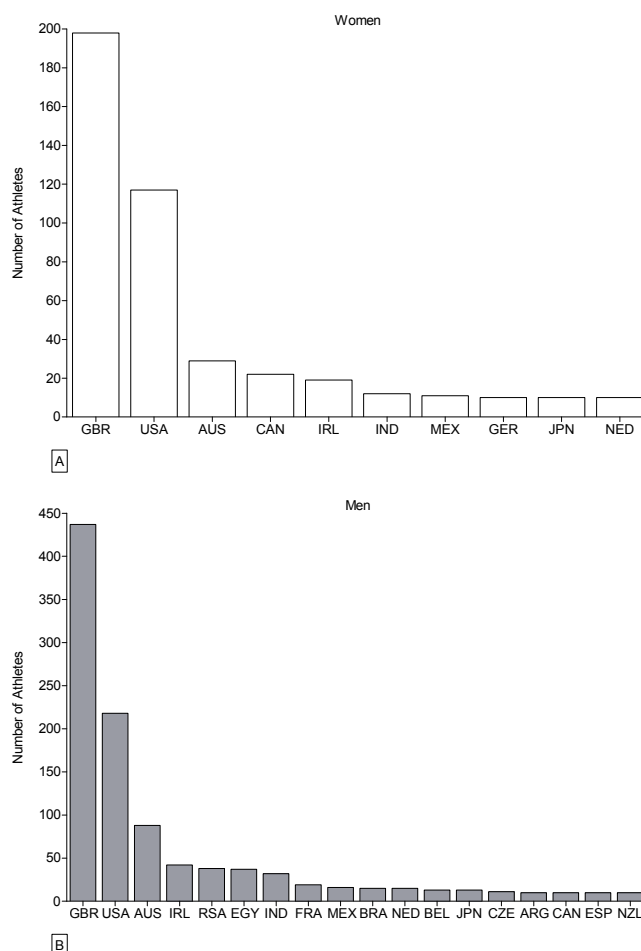 Women
200
180
160
140
120
100
80
60
40
20
0
Number of Athletes
GBR USA AUS CAN IRL IND MEX GER JPN NED
A
Men
450
400
350
300
250
200
150
100
50
0
Number of Athletes
GBR USA AUS IRL RSA EGY IND FRA MEX BRA NED BEL JPN CZE ARG CAN ESP NZL
B